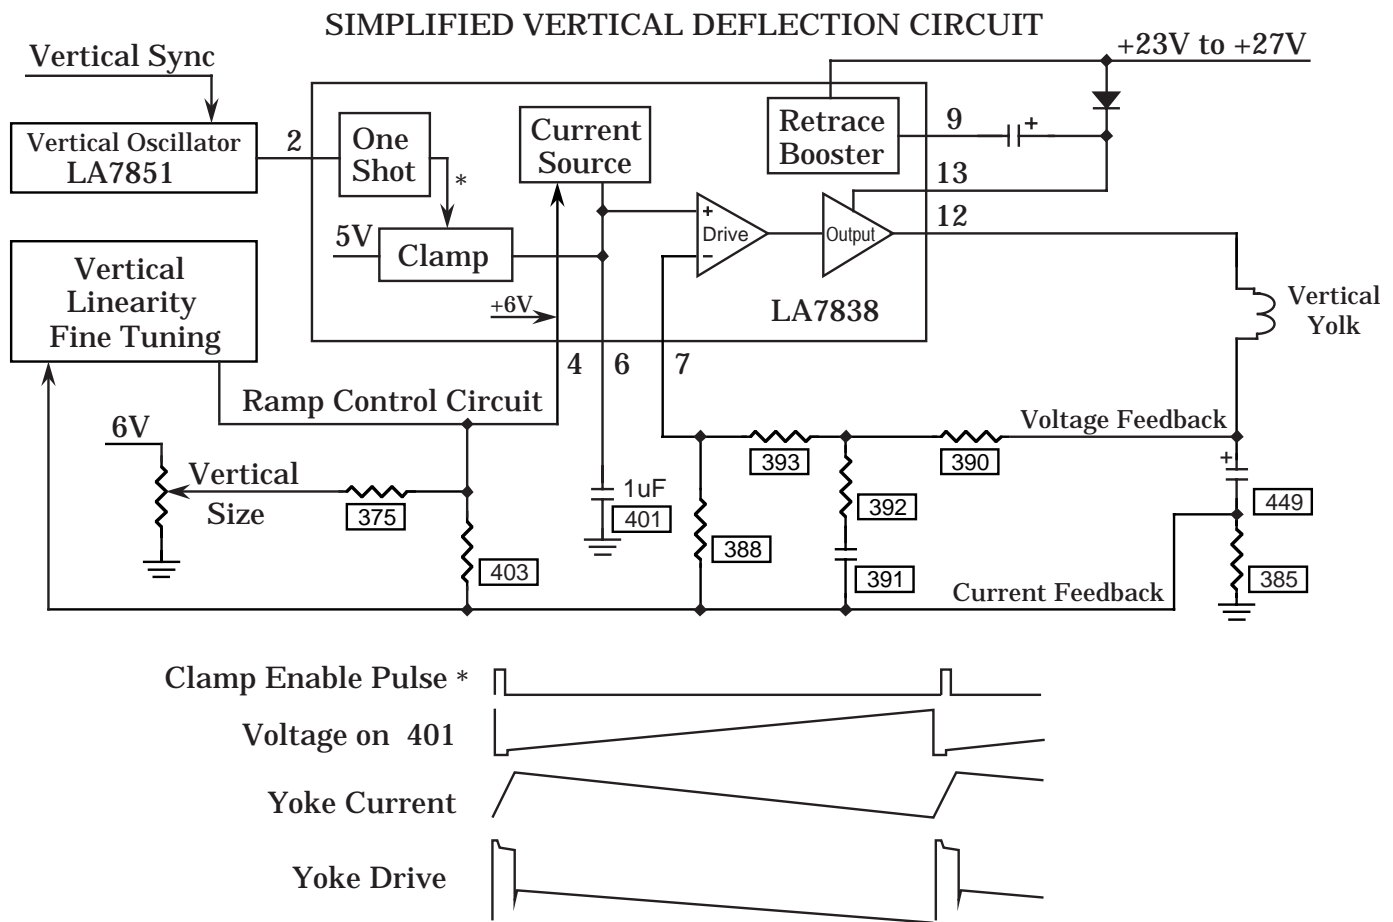 SIMPLIFIED VERTICAL DEFLECTION CIRCUIT
Vertical Sync
+23V to +27V
Vertical Oscillator
LA7851
2
One
Shot
*
Current
Source
Retrace
Booster
9
+
13
12
5V
Clamp
+
Drive
−
Output
+6V
LA7838
Vertical
Linearity
Fine Tuning
Vertical
Yolk
4
6
7
Ramp Control Circuit
Voltage Feedback
6V
Vertical
Size
375
403
1uF
401
393
390
392
388
391
+
449
385
Current Feedback
Clamp Enable Pulse *
Voltage on 401
Yoke Current
Yoke Drive